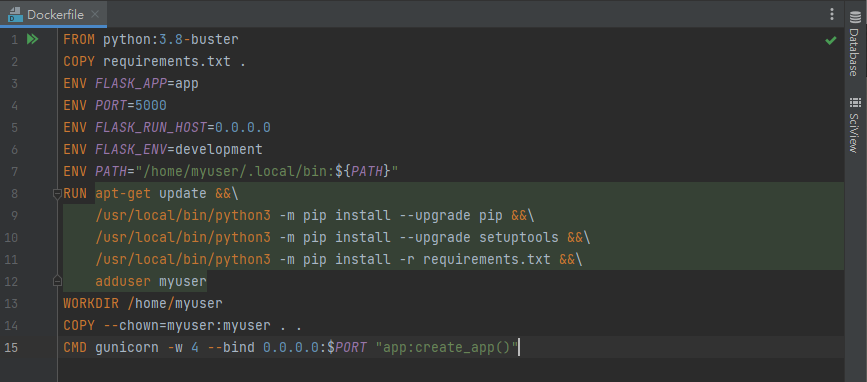 Dockerfile
1 FROM python:3.8-buster
2 COPY requirements.txt .
3 ENV FLASK_APP=app
4 ENV PORT=5000
5 ENV FLASK_RUN_HOST=0.0.0.0
6 ENV FLASK_ENV=development
7 ENV PATH="/home/myuser/.local/bin:${PATH}"
8 RUN apt-get update &&\
9 /usr/local/bin/python3 -m pip install --upgrade pip &&\
10 /usr/local/bin/python3 -m pip install --upgrade setuptools &&\
11 /usr/local/bin/python3 -m pip install -r requirements.txt &&\
12 adduser myuser
13 WORKDIR /home/myuser
14 COPY --chown=myuser:myuser . .
15 CMD gunicorn -w 4 --bind 0.0.0.0:$PORT "app:create_app()"
Database
SciView